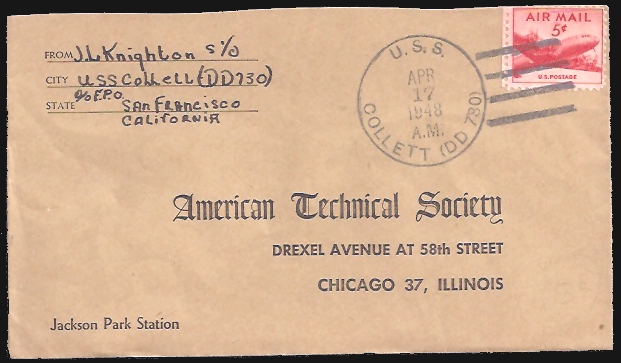 FROM J. L. Knighton S/o
CITY USS Collett (DD730)
c/o F.P.O.
STATE San Francisco
California
U.S.S.
APR
17
1948
A.M.
COLLETT (DD 730)
AIR MAIL
5¢
U.S. POSTAGE
American Technical Society
DREXEL AVENUE AT 58th STREET
CHICAGO 37, ILLINOIS
Jackson Park Station